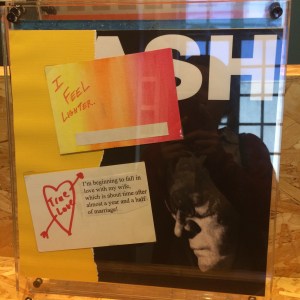 ASH
I
FEEL
LIGHTER.
True
Love
I'm beginning to fall in
love with my wife,
which is about time after
almost a year and a half
of marriage!